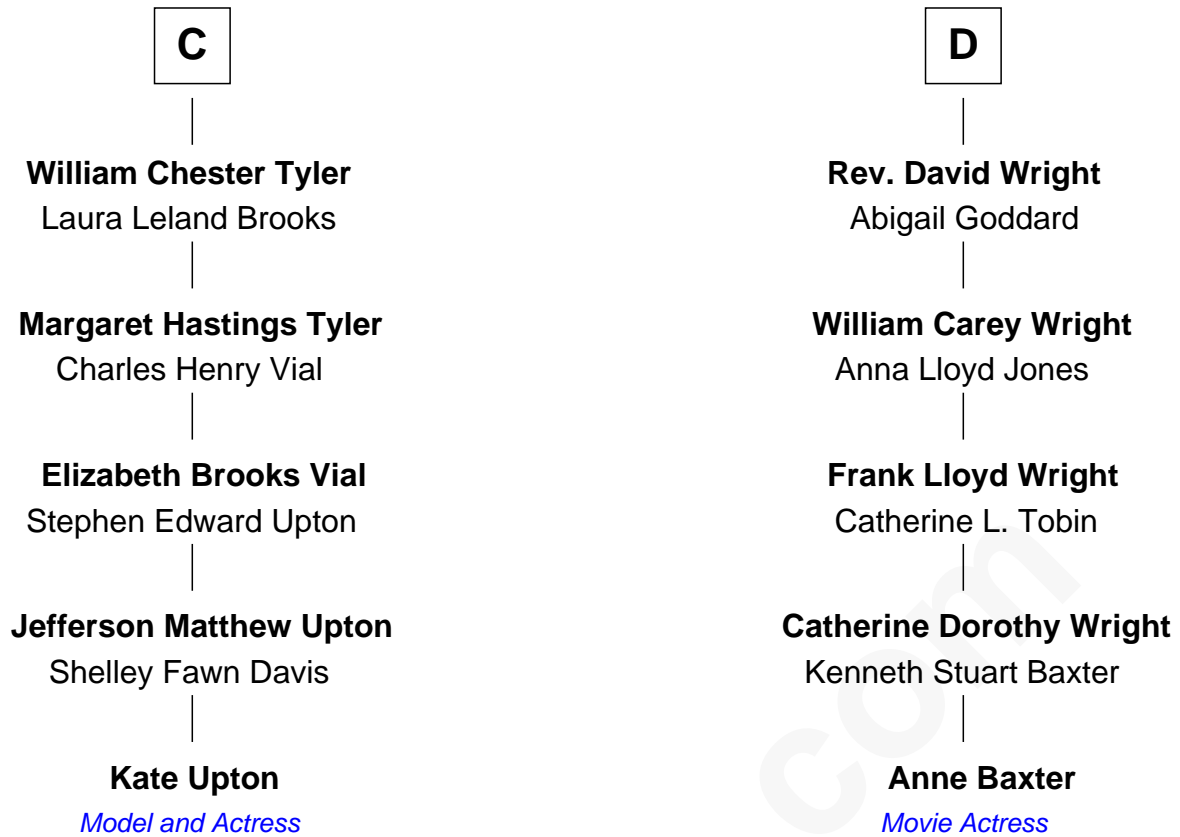 C
William Chester Tyler
Laura Leland Brooks
Margaret Hastings Tyler
Charles Henry Vial
Elizabeth Brooks Vial
Stephen Edward Upton
Jefferson Matthew Upton
Shelley Fawn Davis
Kate Upton
Model and Actress
D
Rev. David Wright
Abigail Goddard
William Carey Wright
Anna Lloyd Jones
Frank Lloyd Wright
Catherine L. Tobin
Catherine Dorothy Wright
Kenneth Stuart Baxter
Anne Baxter
Movie Actress
com